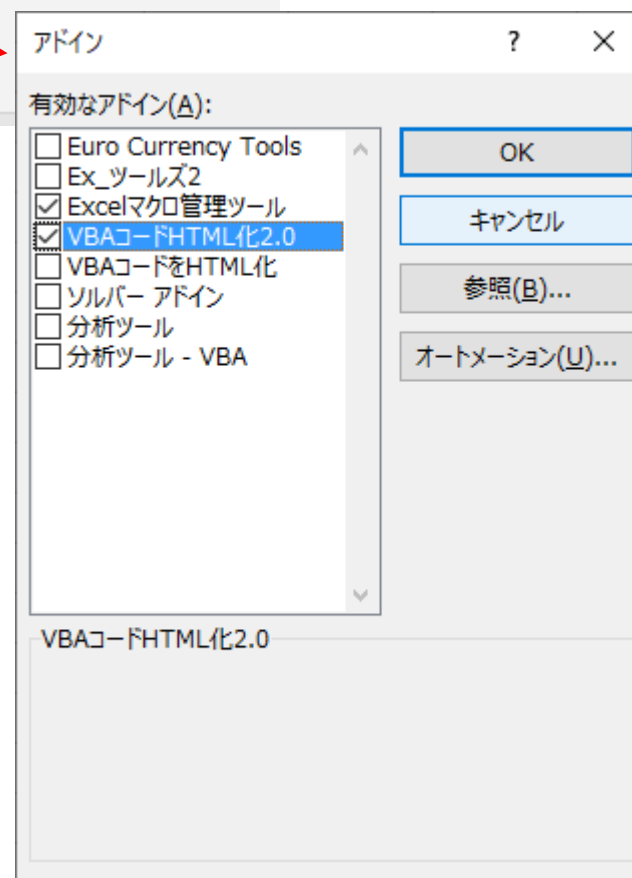 アドイン
有効なアドイン(A):
Euro Currency Tools
Ex_ツールズ2
Excelマクロ管理ツール
VBAコードHTML化2.0
VBAコードをHTML化
ソルバー アドイン
分析ツール
分析ツール - VBA
OK
キャンセル
参照(B)...
オートメーション(U)...
VBAコードHTML化2.0